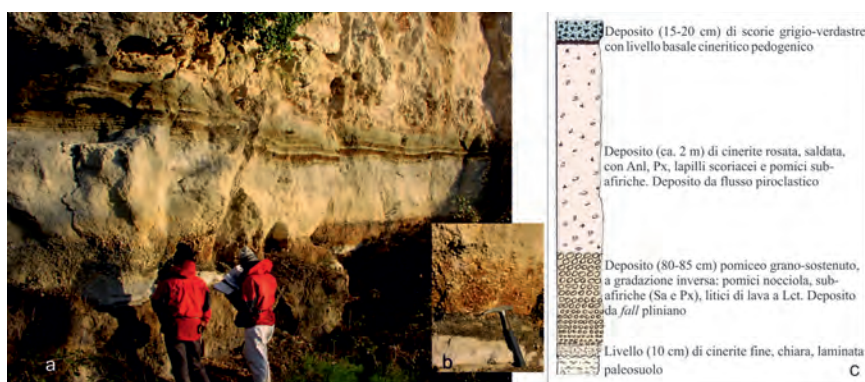 a
b
Deposito (15-20 cm) di scorie grigio-verdastre
con livello basale cineritico pedogenico
Deposito (ca. 2 m) di cinerite rosata, saldata,
con Anl, Px, lapilli scoriacei e pomici sub-
afiriche. Deposito da flusso piroclastico
Deposito (80-85 cm) pomiceo grano-sostenuto,
a gradazione inversa: pomici nocciola, sub-
afiriche (Sa e Px), litici di lava a Lct. Deposito
da fall pliniano
Livello (10 cm) di cinerite fine, chiara, laminata
paleosuolo
C